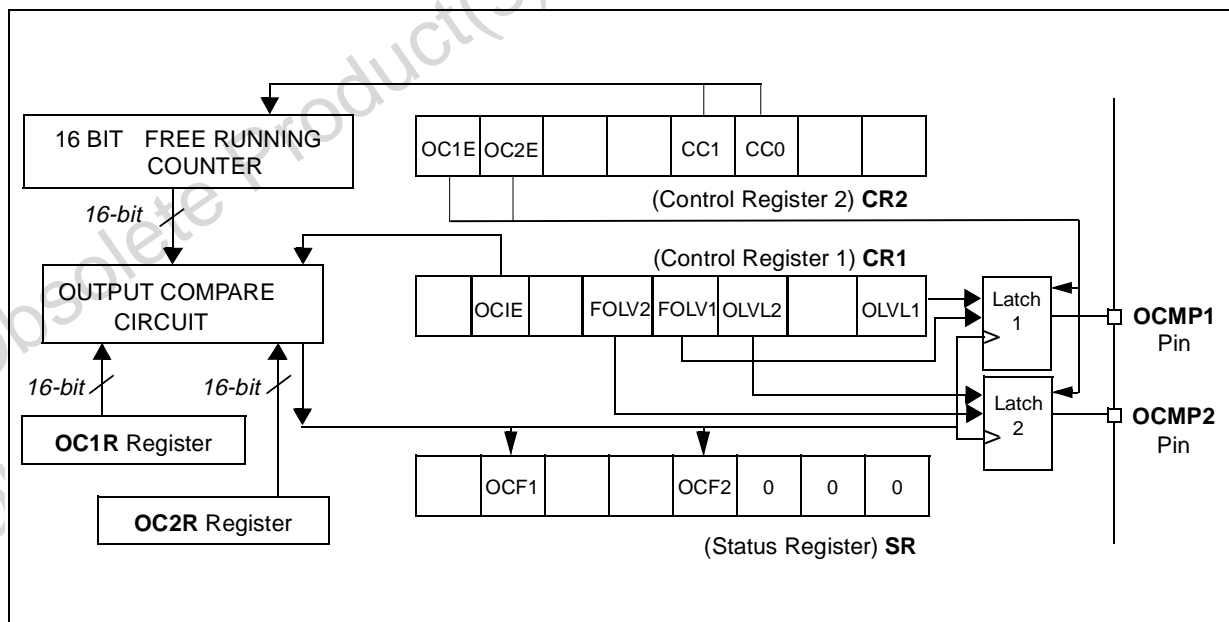 Obsolete Product(s)
16 BIT FREE RUNNING
COUNTER
16-bit
OUTPUT COMPARE
CIRCUIT
16-bit
16-bit
OC1R Register
OC2R Register
OC1E OC2E CC1 CC0
(Control Register 2) CR2
(Control Register 1) CR1
OCIE FOLV2 FOLV1 OLVL2 OLVL1
Latch
1
OCMP1
Pin
Latch
2
OCMP2
Pin
OCF1 OCF2 0 0 0
(Status Register) SR